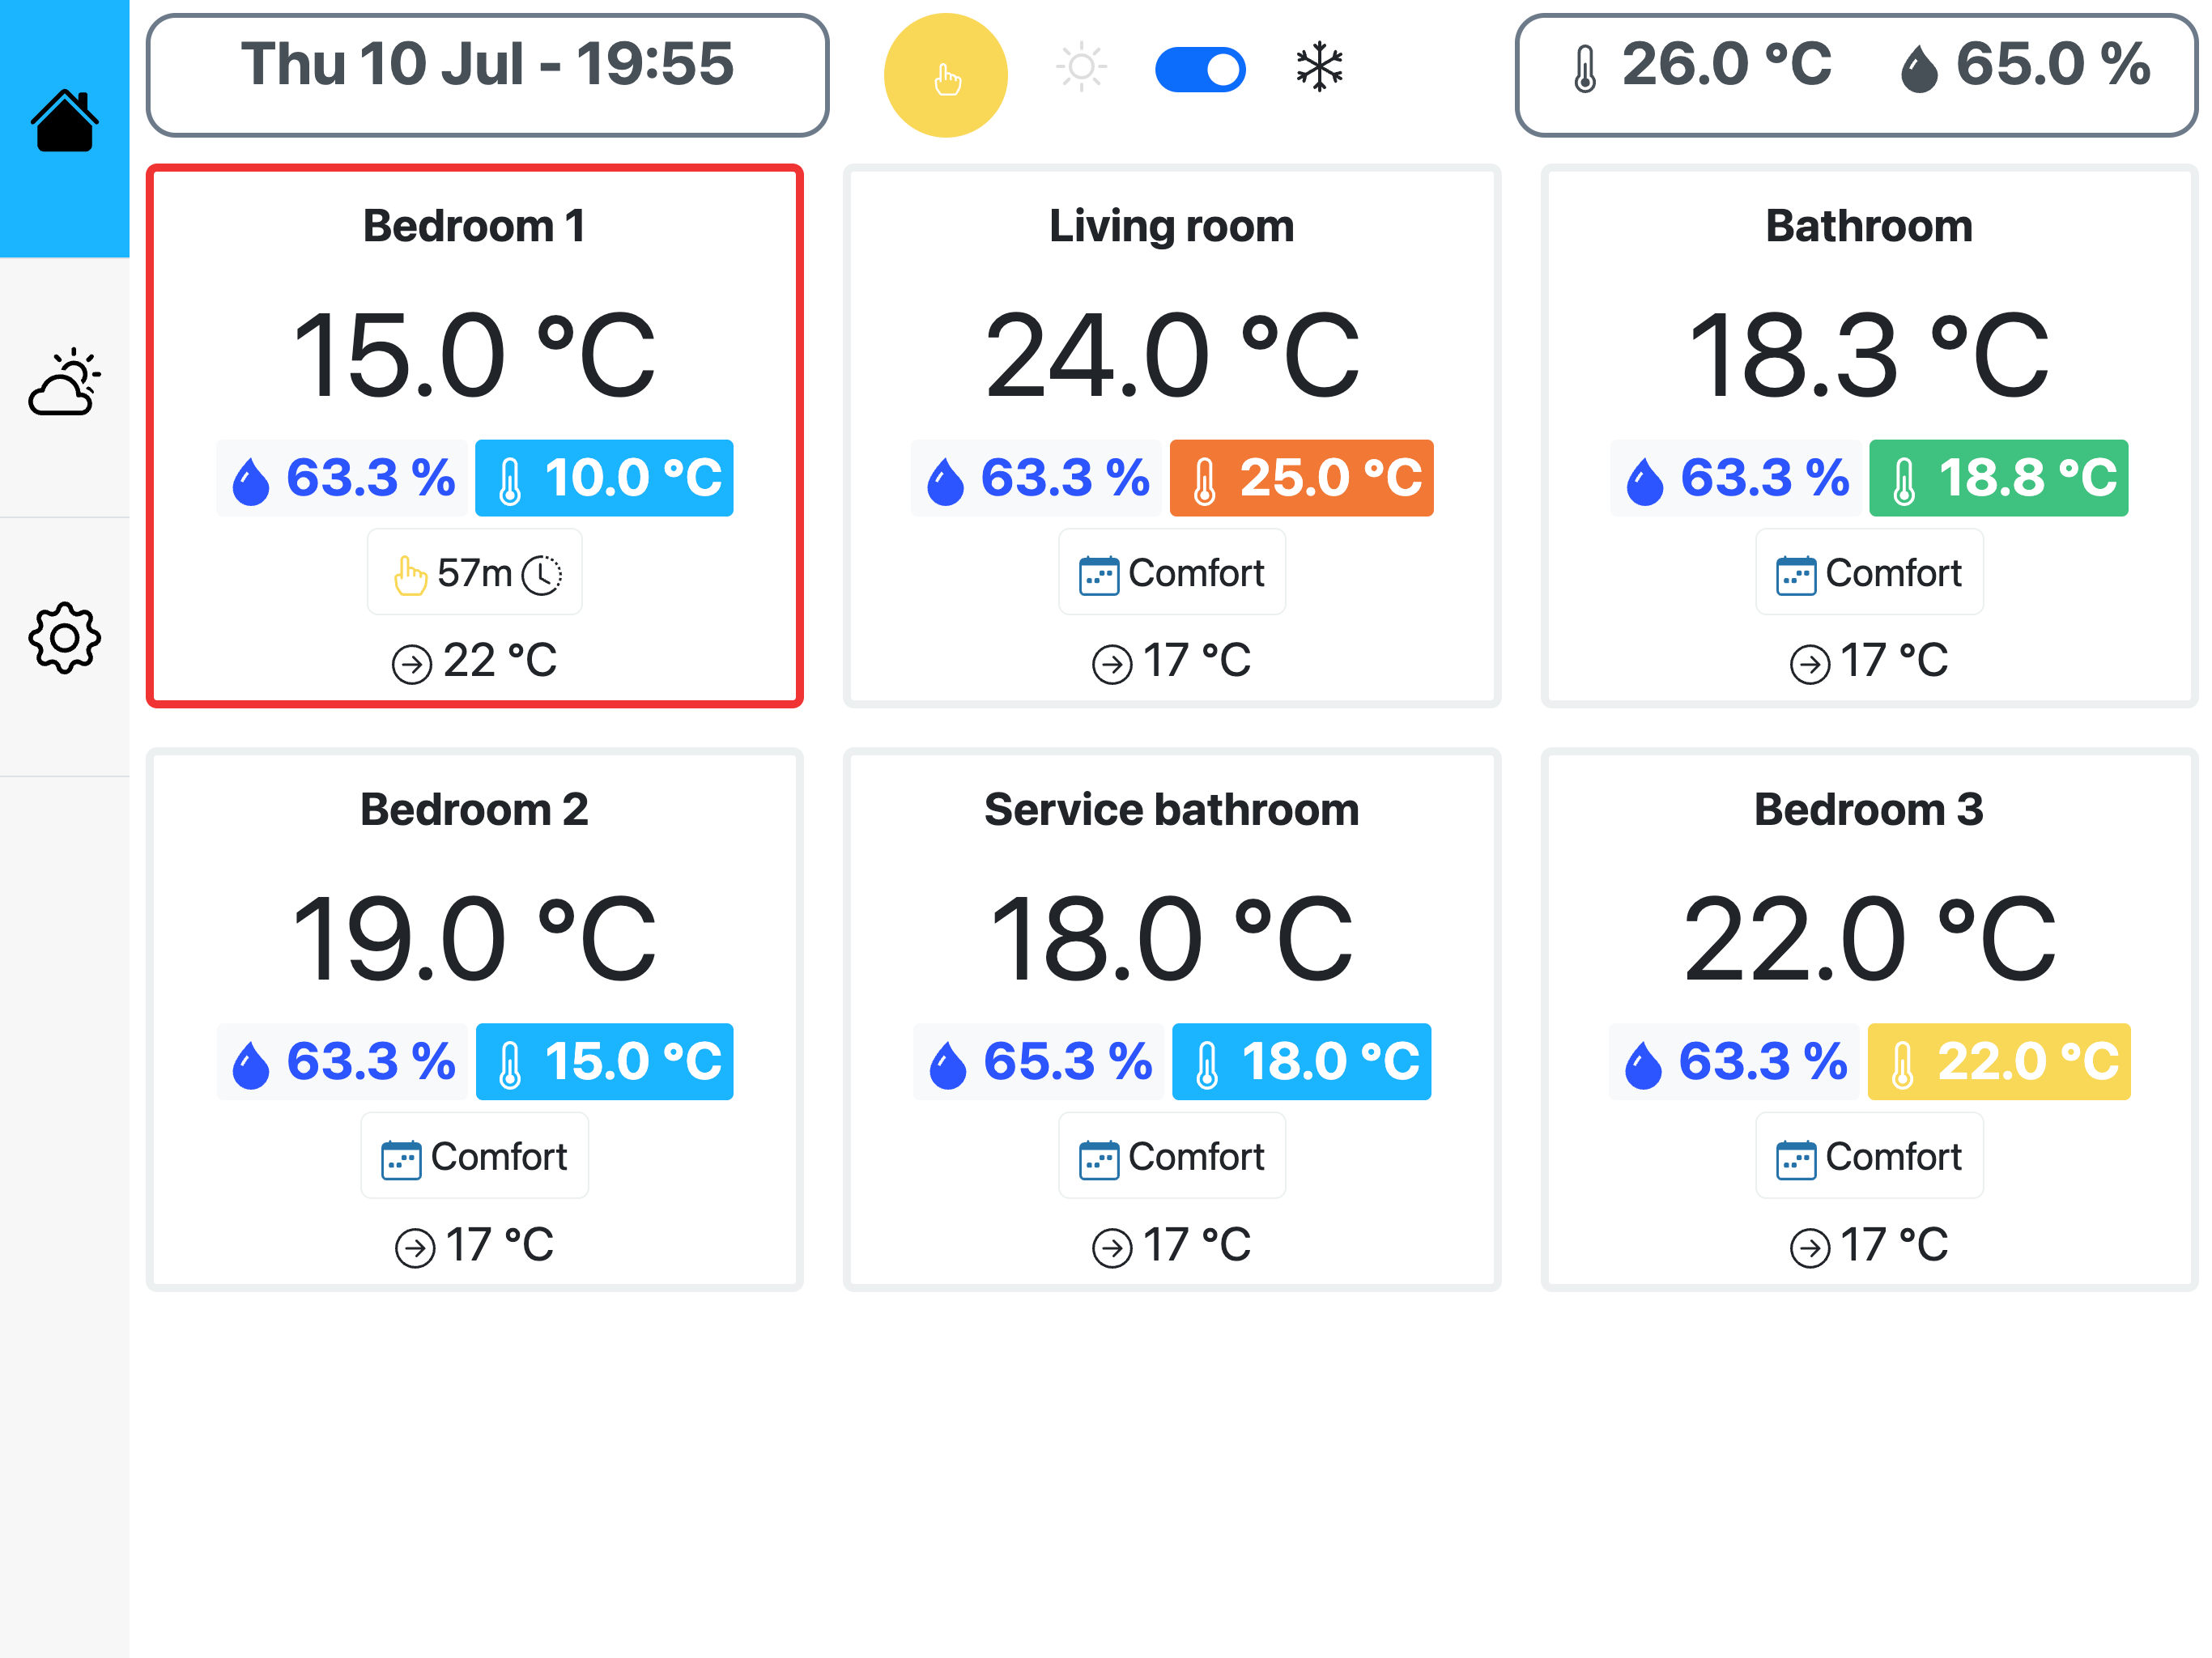 Thu 10 Jul - 19:55
26.0 °C 65.0 %
Bedroom 1
15.0 °C
63.3 % 10.0 °C
57m
22 °C
Living room
24.0 °C
63.3 % 25.0 °C
Comfort
17 °C
Bathroom
18.3 °C
63.3 % 18.8 °C
Comfort
17 °C
Bedroom 2
19.0 °C
63.3 % 15.0 °C
Comfort
17 °C
Service bathroom
18.0 °C
65.3 % 18.0 °C
Comfort
17 °C
Bedroom 3
22.0 °C
63.3 % 22.0 °C
Comfort
17 °C